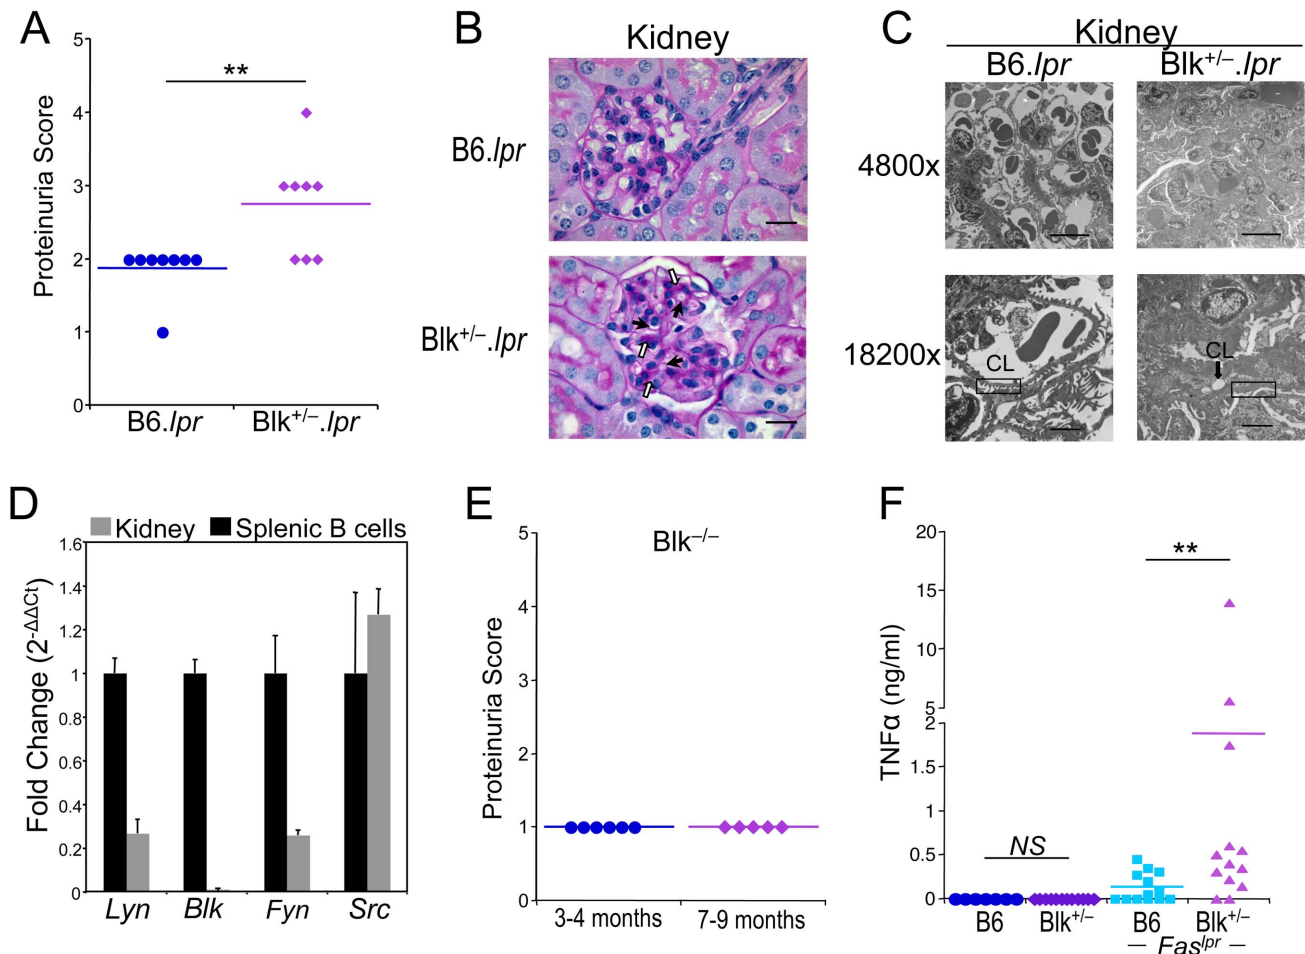 A
5
4
3
2
1
0
Proteinuria Score
**
B6.lpr
Blk+/–.lpr
B
Kidney
B6.lpr
Blk+/–.lpr
C
Kidney
B6.lpr
Blk+/–.lpr
4800x
18200x
CL
CL
D
Kidney
Splenic B cells
1.6
1.4
1.2
1
0.8
0.6
0.4
0.2
0
Fold Change (2-ΔΔCt)
Lyn
Blk
Fyn
Src
E
Blk–/–
5
4
3
2
1
0
Proteinuria Score
3-4 months
7-9 months
F
20
15
10
5
2
1.5
1
0.5
0
TNFα (ng/ml)
NS
**
B6
Blk+/–
B6
Blk+/–
— Faslpr —